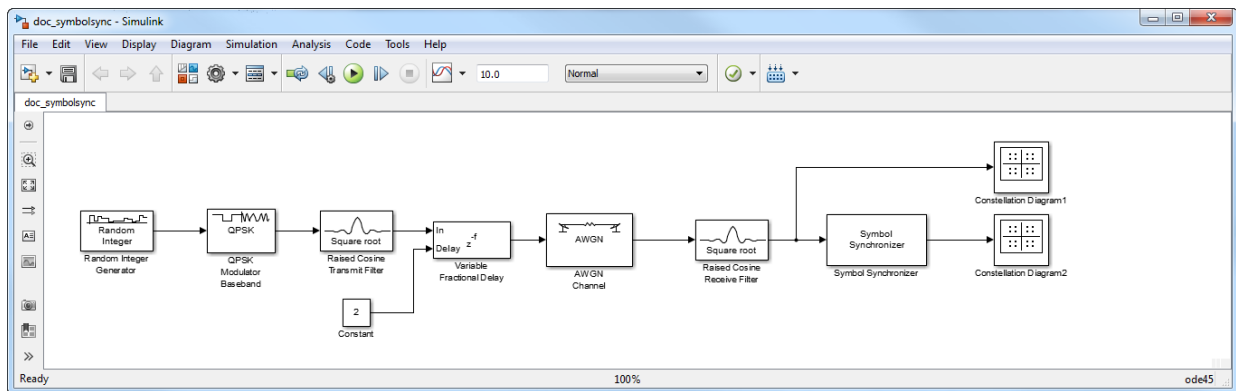 doc_symbolsync - Simulink
File Edit View Display Diagram Simulation Analysis Code Tools Help
10.0 Normal
doc_symbolsync
Random
Integer
Random Integer
Generator
QPSK
QPSK
Modulator
Baseband
Square root
Raised Cosine
Transmit Filter
2
Constant
In
Delay
z -f
Variable
Fractional Delay
AWGN
AWGN
Channel
Square root
Raised Cosine
Receive Filter
Symbol
Synchronizer
Symbol Synchronizer
Constellation Diagram1
Constellation Diagram2
Ready 100% ode45